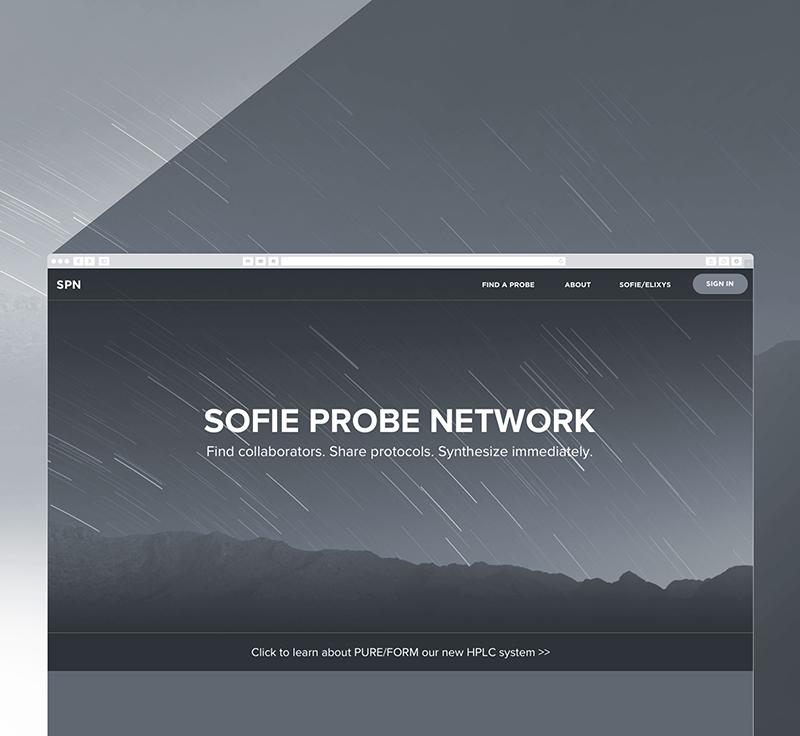 SPN
FIND A PROBE
ABOUT
SOFIE/ELIXYS
SIGN IN
SOFIE PROBE NETWORK
Find collaborators. Share protocols. Synthesize immediately.
Click to learn about PURE/FORM our new HPLC system >>